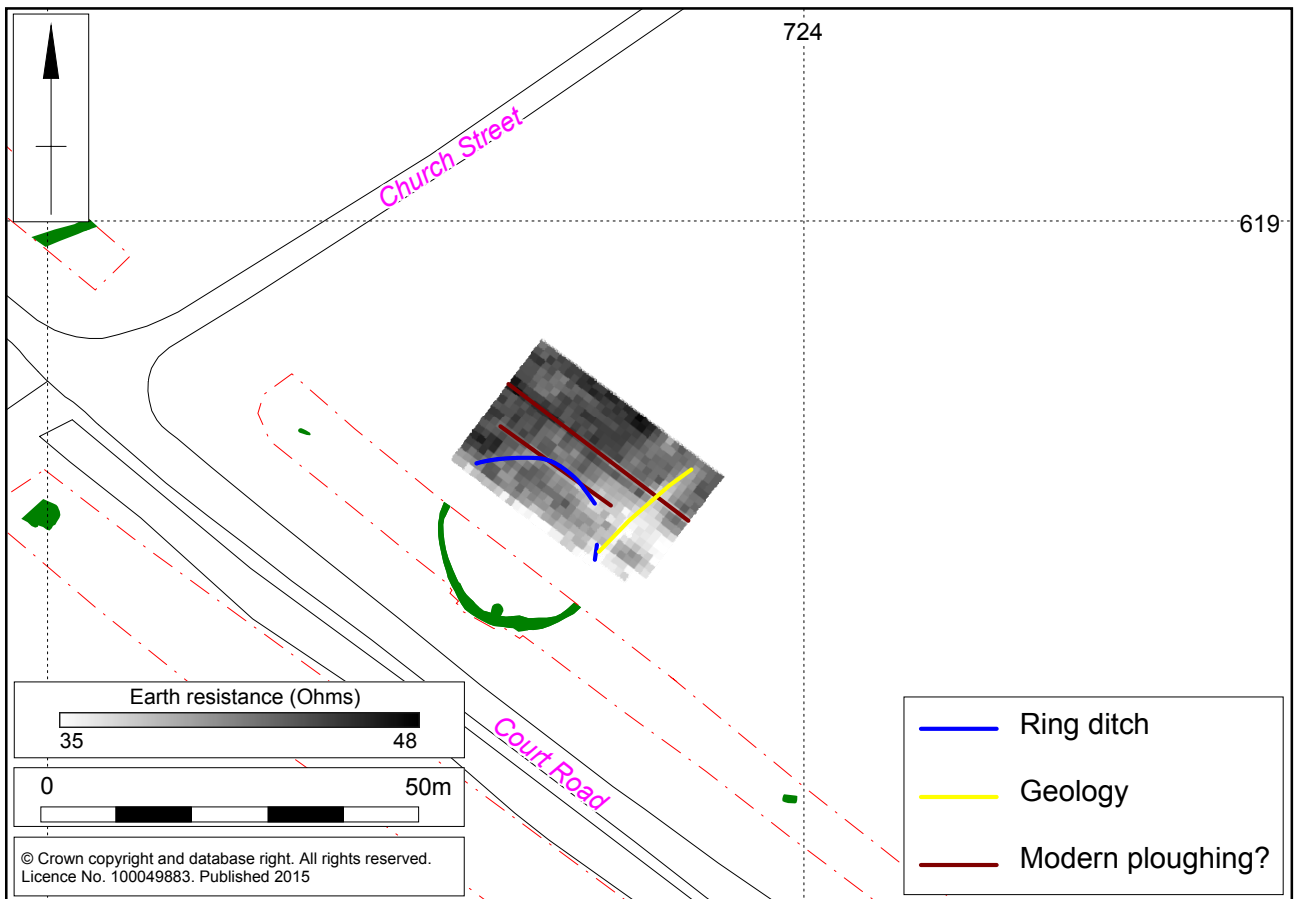 724
Church Street
619
Earth resistance (Ohms)
35 48
0 50m
© Crown copyright and database right. All rights reserved.
Licence No. 100049883. Published 2015
Court Road
Ring ditch
Geology
Modern ploughing?